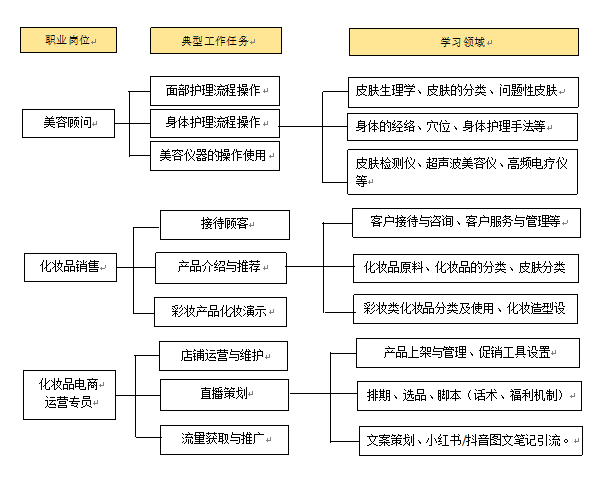 职业岗位
典型工作任务
学习领域
美容顾问
面部护理流程操作
身体护理流程操作
美容仪器的操作使用
皮肤生理学、皮肤的分类、问题性皮肤
身体的经络、穴位、身体护理手法等
皮肤检测仪、超声波美容仪、高频电疗仪
等
化妆品销售
接待顾客
产品介绍与推荐
彩妆产品化妆演示
客户接待与咨询、客户服务与管理等
化妆品原料、化妆品的分类、皮肤分类
彩妆类化妆品分类及使用、化妆造型设
化妆品电商
运营专员
店铺运营与维护
直播策划
流量获取与推广
产品上架与管理、促销工具设置
排期、选品、脚本（话术、福利机制）
文案策划、小红书/抖音图文笔记引流。